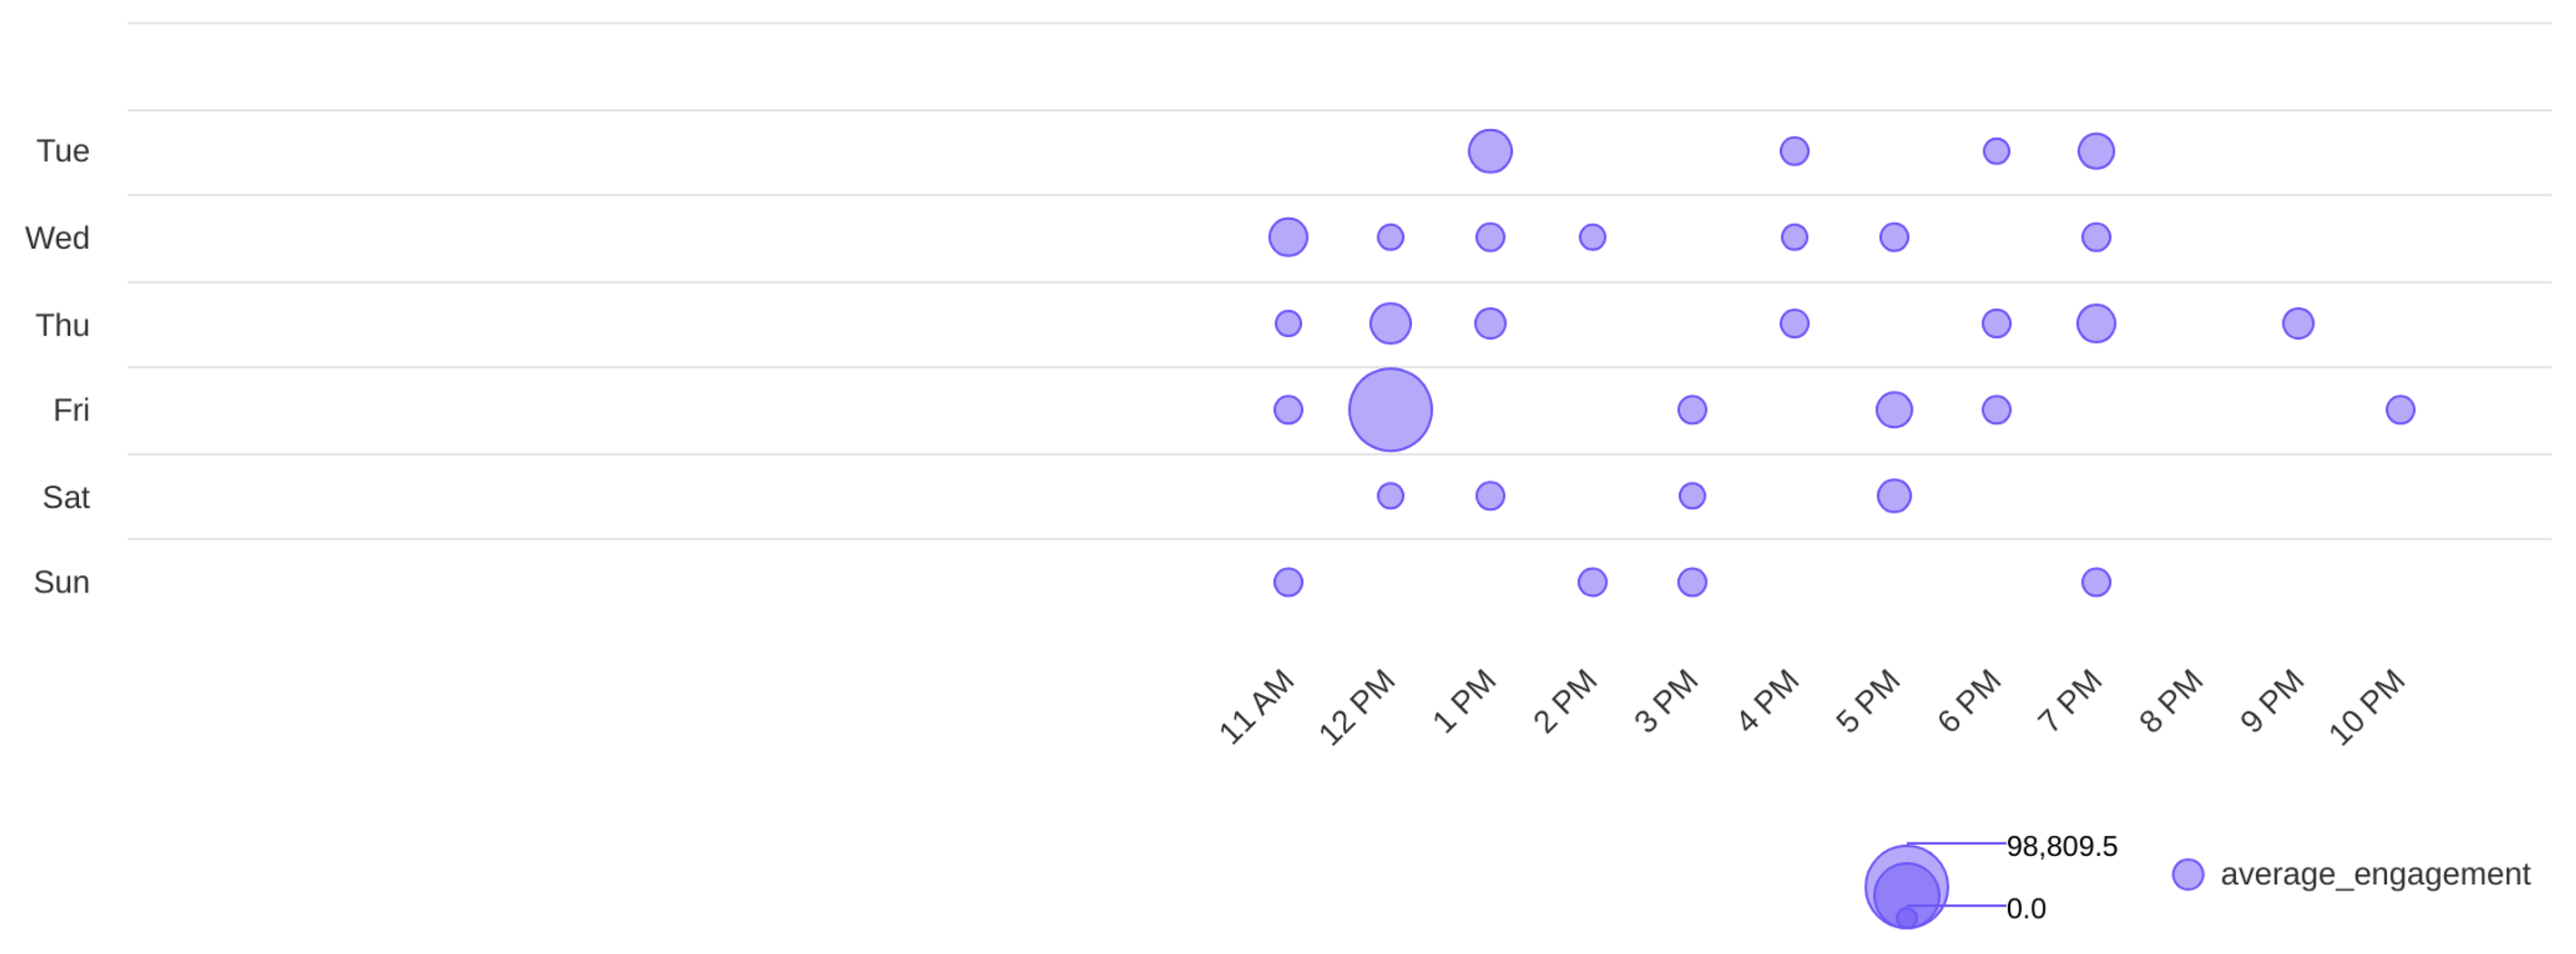 Tue
Wed
Thu
Fri
Sat
Sun
11 AM
12 PM
1 PM
2 PM
3 PM
4 PM
5 PM
6 PM
7 PM
8 PM
9 PM
10 PM
98,809.5
0.0
average_engagement